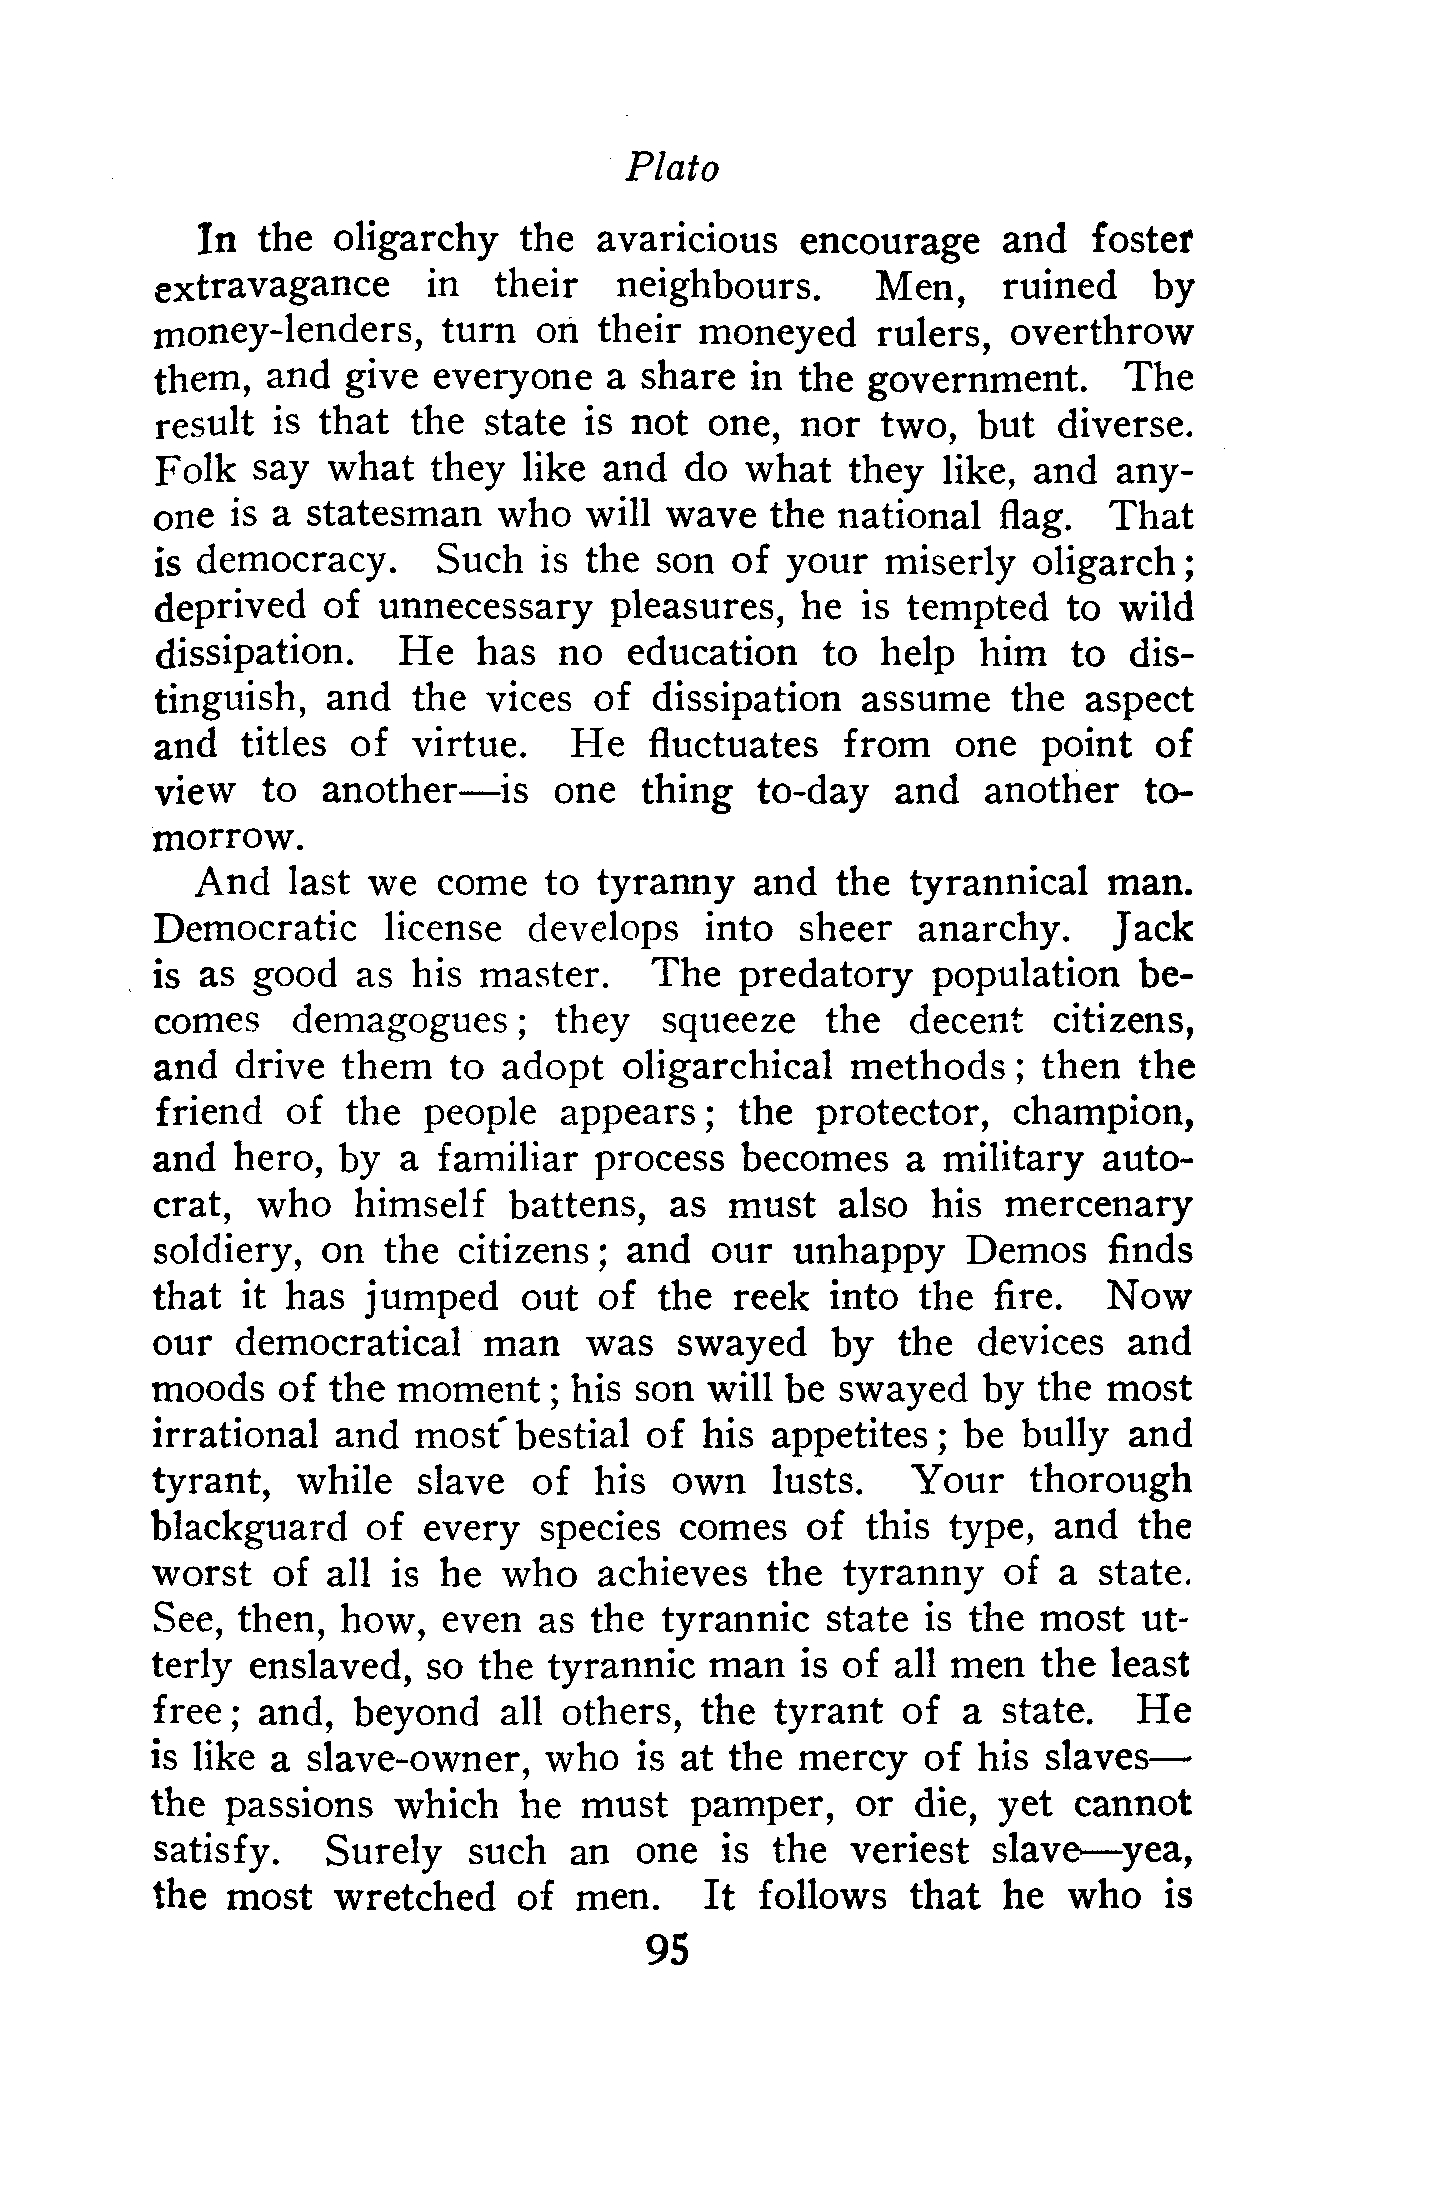 Plato
In the oligarchy the avaricious encourage and foster
extravagance in their neighbours. Men, ruined by
money-lenders, turn on their moneyed rulers, overthrow
them, and give everyone a share in the government. The
result is that the state is not one, nor two, but diverse.
Folk say what they like and do what they like, and any-
one is a statesman who will wave the national flag. That
is democracy. Such is the son of your miserly oligarch;
deprived of unnecessary pleasures, he is tempted to wild
dissipation. He has no education to help him to dis-
tinguish, and the vices of dissipation assume the aspect
and titles of virtue. He fluctuates from one point of
view to another—is one thing to-day and another to-
morrow.
And last we come to tyranny and the tyrannical man.
Democratic license develops into sheer anarchy. Jack
is as good as his master. The predatory population be-
comes demagogues; they squeeze the decent citizens,
and drive them to adopt oligarchical methods; then the
friend of the people appears; the protector, champion,
and hero, by a familiar process becomes a military auto-
crat, who himself battens, as must also his mercenary
soldiery, on the citizens; and our unhappy Demos finds
that it has jumped out of the reek into the fire. Now
our democratical man was swayed by the devices and
moods of the moment; his son will be swayed by the most
irrational and most bestial of his appetites; be bully and
tyrant, while slave of his own lusts. Your thorough
blackguard of every species comes of this type, and the
worst of all is he who achieves the tyranny of a state.
See, then, how, even as the tyrannic state is the most ut-
terly enslaved, so the tyrannic man is of all men the least
free; and, beyond all others, the tyrant of a state. He
is like a slave-owner, who is at the mercy of his slaves—
the passions which he must pamper, or die, yet cannot
satisfy. Surely such an one is the veriest slave—yea,
the most wretched of men. It follows that he who is
95